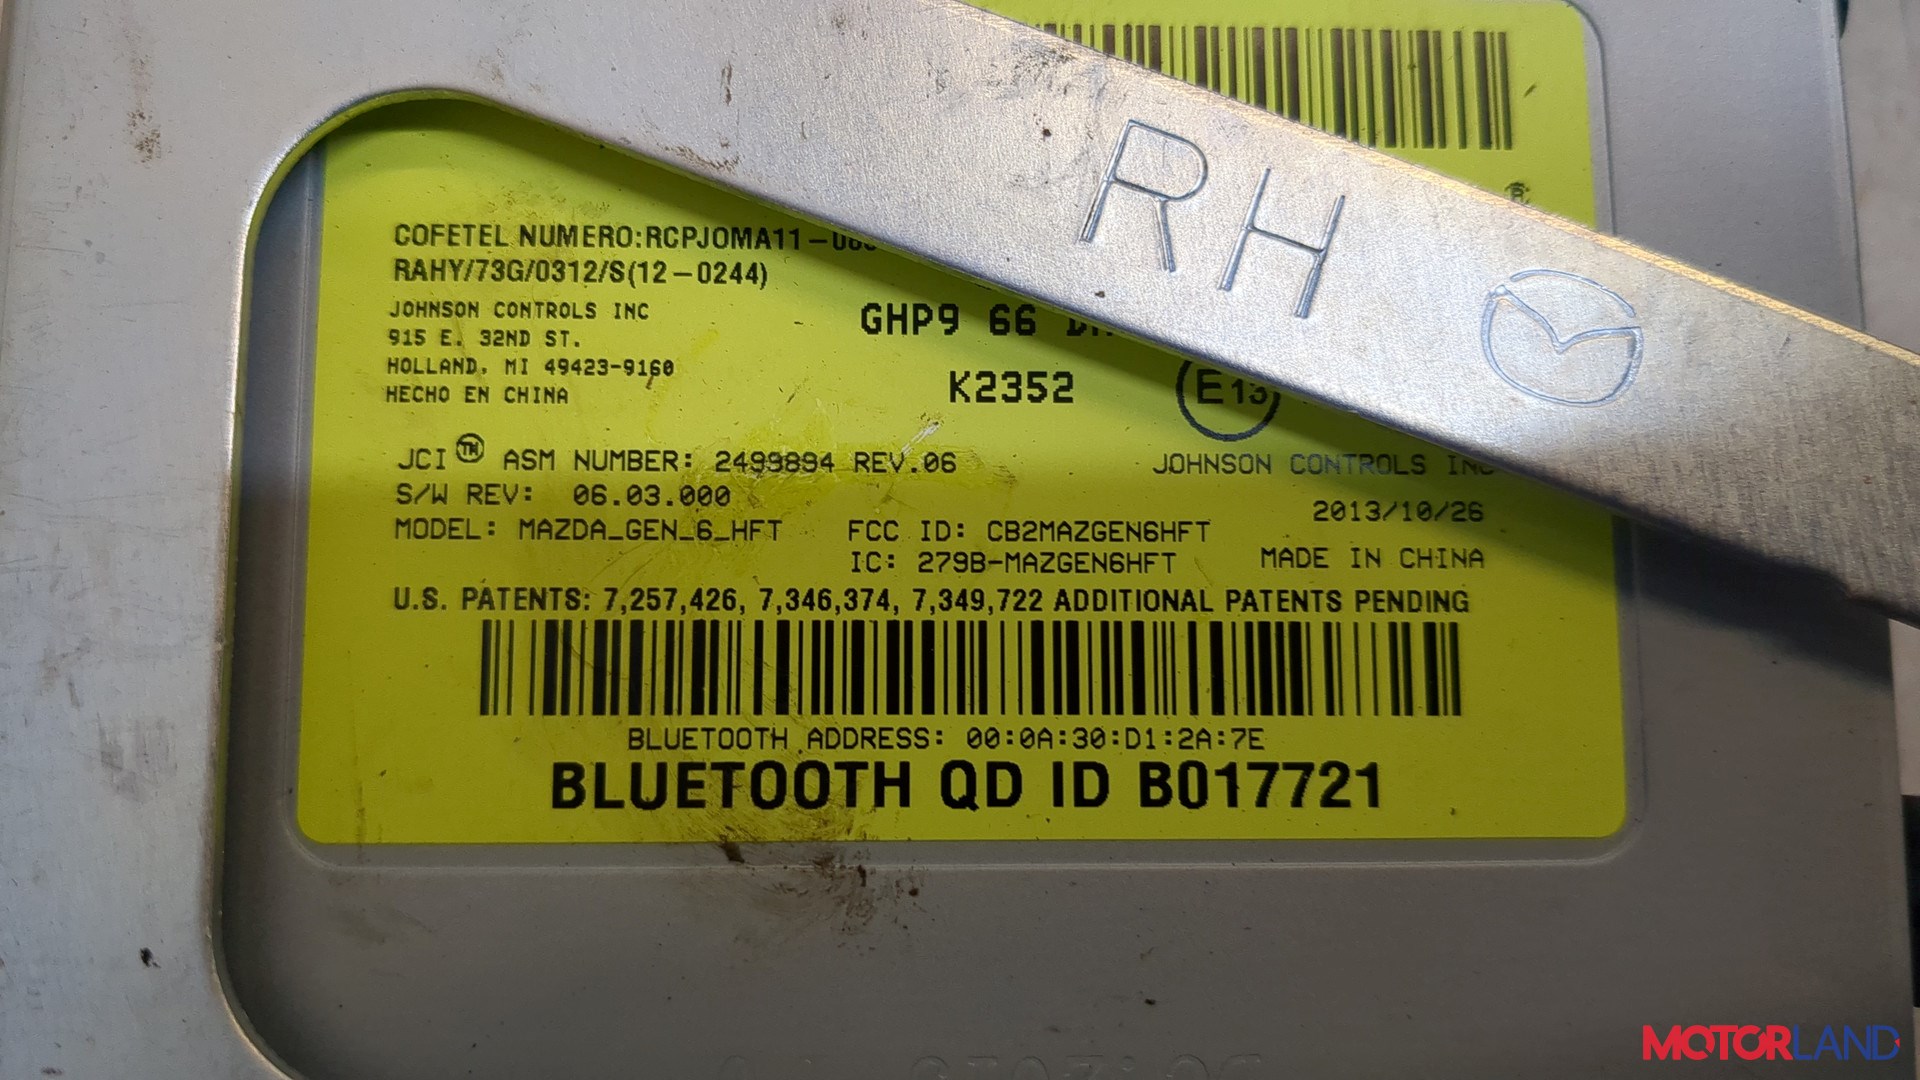 RH
COFETEL NUMERO:RCPJOMA11-
RAHY/73G/0312/S(12-0244)
JOHNSON CONTROLS INC
915 E. 32ND ST.
HOLLAND, MI 49423-9160
HECHO EN CHINA
GHP9 66
K2352
E13
JCI™ ASM NUMBER: 2499894 REV.06
JOHNSON CONTROLS INC
S/W REV: 06.03.000
2013/10/26
MODEL: MAZDA_GEN_6_HFT FCC ID: CB2MAZGEN6HFT
IC: 279B-MAZGEN6HFT MADE IN CHINA
U.S. PATENTS: 7,257,426, 7,346,374, 7,349,722 ADDITIONAL PATENTS PENDING
BLUETOOTH ADDRESS: 00:0A:30:D1:2A:7E
BLUETOOTH QD ID B017721
MOTORLAND